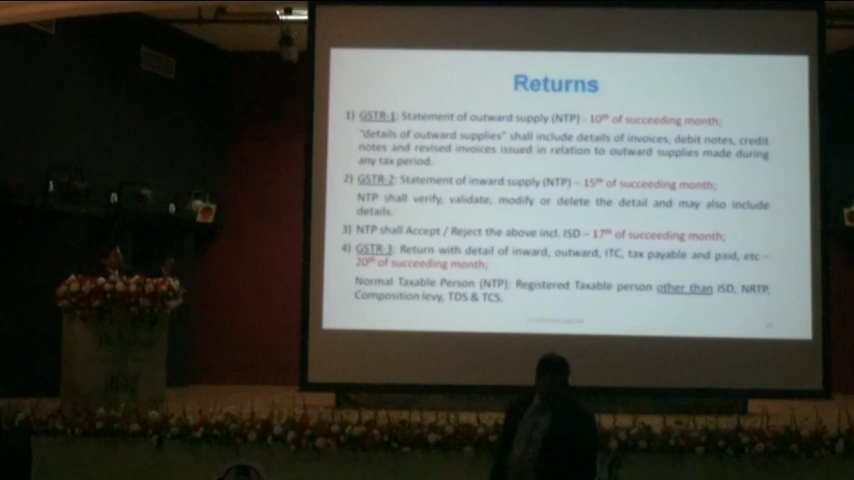 Returns
1) GSTR-1: Statement of outward supply (NTP) - 10th of succeeding month;
"details of outward supplies" shall include details of invoices, debit notes, credit
notes and revised invoices issued in relation to outward supplies made during
any tax period.
2) GSTR-2: Statement of inward supply (NTP) – 15th of succeeding month;
NTP shall verify, validate, modify or delete the detail and may also include
details.
3) NTP shall Accept / Reject the above incl. ISD – 17th of succeeding month;
4) GSTR-3: Return with detail of inward, outward, ITC, tax payable and paid, etc –
20th of succeeding month;
Normal Taxable Person (NTP): Registered Taxable person other than ISD, NRTP,
Composition levy, TDS & TCS.